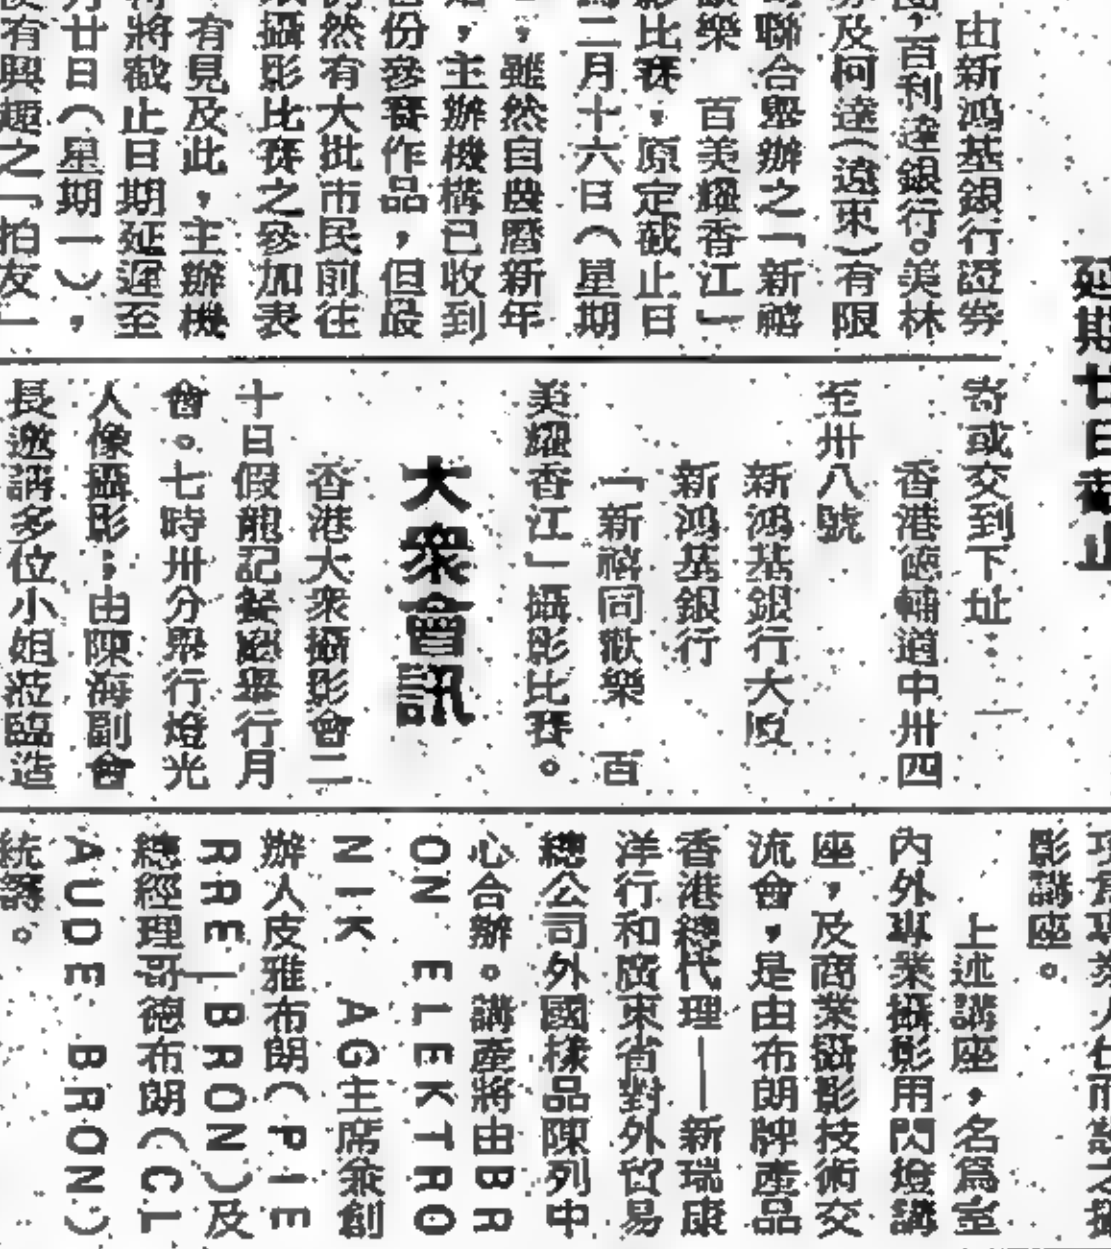 延期廿日截止
由新鴻基銀行證券
百利達銀行。美林
及柯達(遠東)有限
聯合舉辦之「新禧
樂　百美耀香江」
影比賽,原定截止日
二月十六日(星期
,雖然自農曆新年
,主辦機構已收到
份參賽作品,但最
然有大批市民前往
攝影比賽之參加表
有見及此,主辦機
將截止日期延遲至
月廿日(星期一),
有興趣之「拍友」
寄或交到下址:一
香港德輔道中卅四
至卅八號
新鴻基銀行大廈
新鴻基銀行
「新禧同歡樂　百
美耀香江」攝影比賽。
大衆會訊
香港大衆攝影會二
十日假龍記餐廳舉行月
會。七時卅分舉行燈光
人像攝影;由陳海副會
長邀請多位小姐蒞臨造
影講座。
上述講座,名爲室
內外專業攝影用閃燈講
座,及商業攝影技術交
流會,是由布朗牌產品
香港總代理——新瑞康
洋行和廣東省對外貿易
總公司外國樣品陳列中
心合辦。講座將由BR
ON ELEKTRO
NIK AG主席兼創
辦人皮雅布朗(PIE
RRE|BRON)及
總經理哥德布朗(CL
AUDE BRON)
統講。